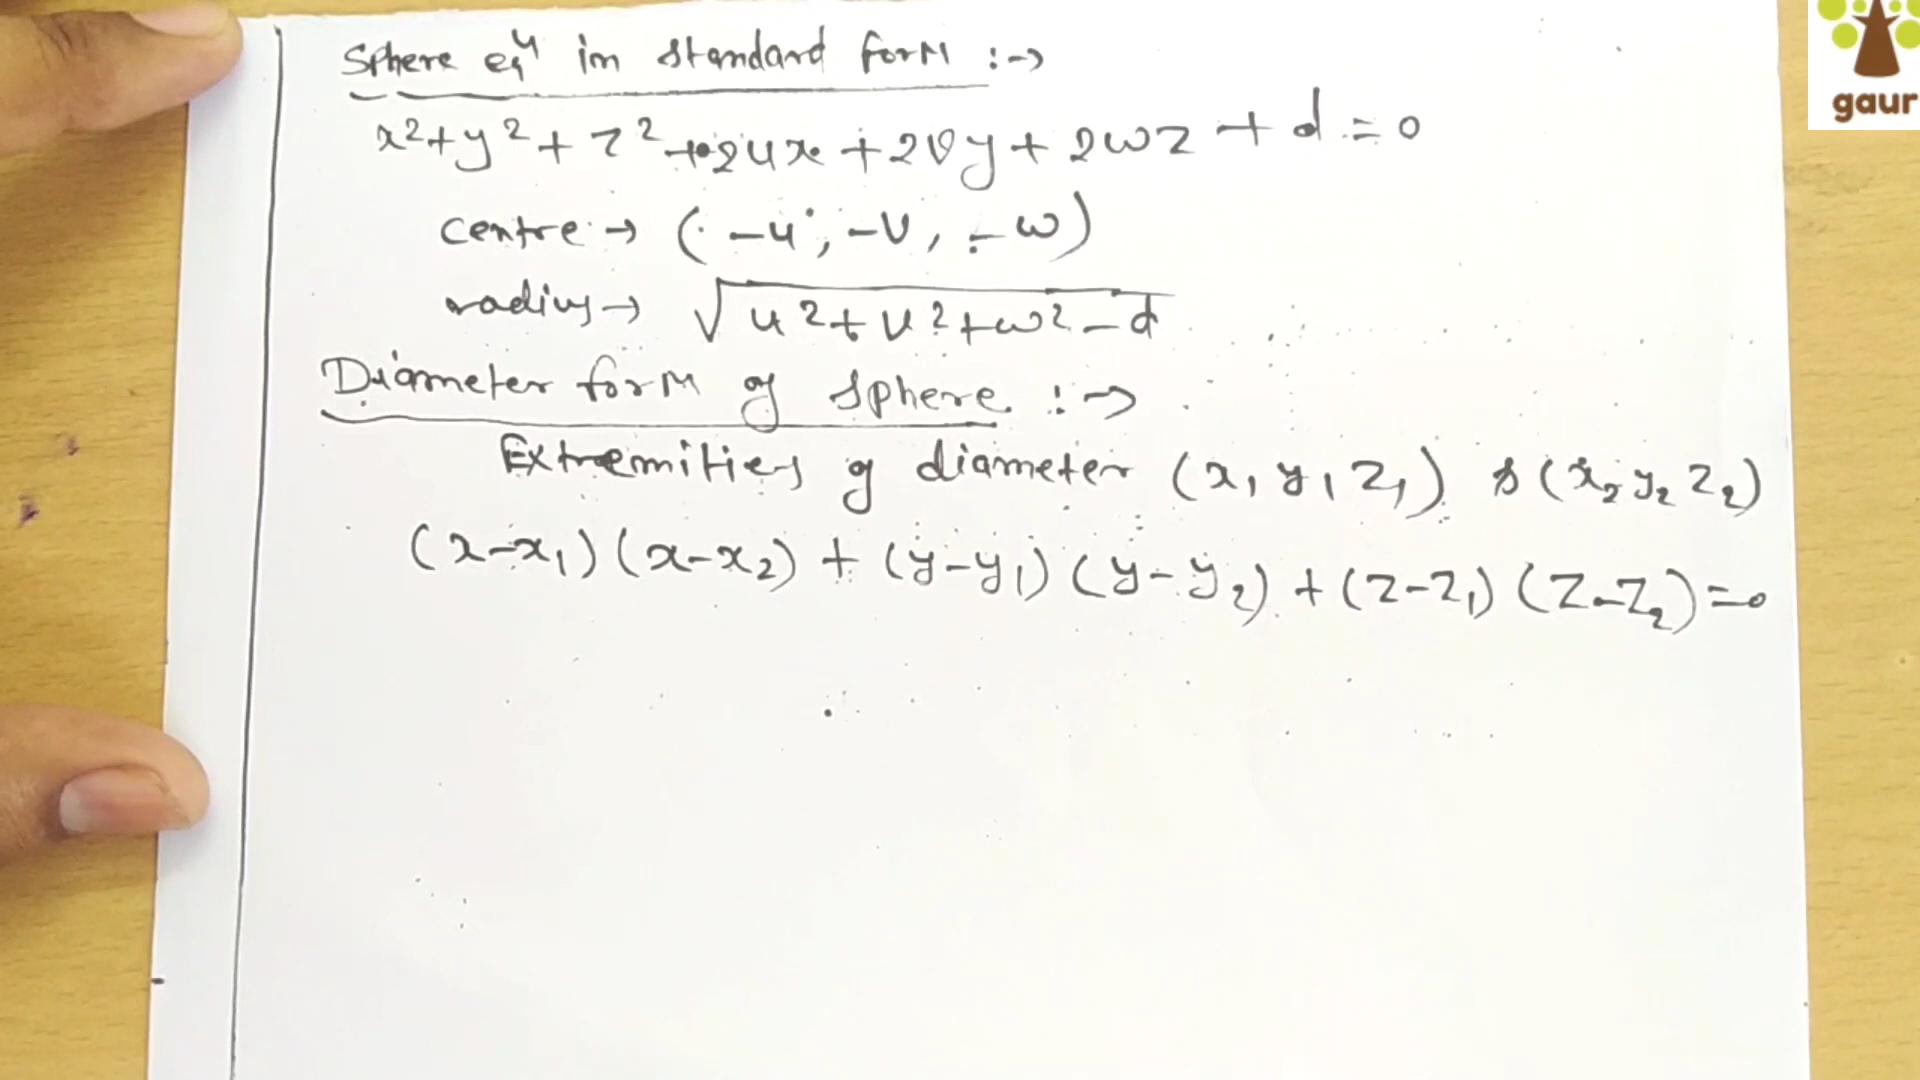 Sphere eqn in standard form :→
x²+y²+z²+2ux+2vy+2wz+d=0
centre → (-u, -v, -w)
radius → √u²+v²+w²-d
Diameter form of sphere :→
Extremities of diameter (x₁ y₁ z₁) & (x₂ y₂ z₂)
(x-x₁)(x-x₂)+(y-y₁)(y-y₂)+(z-z₁)(z-z₂)=0
gaur